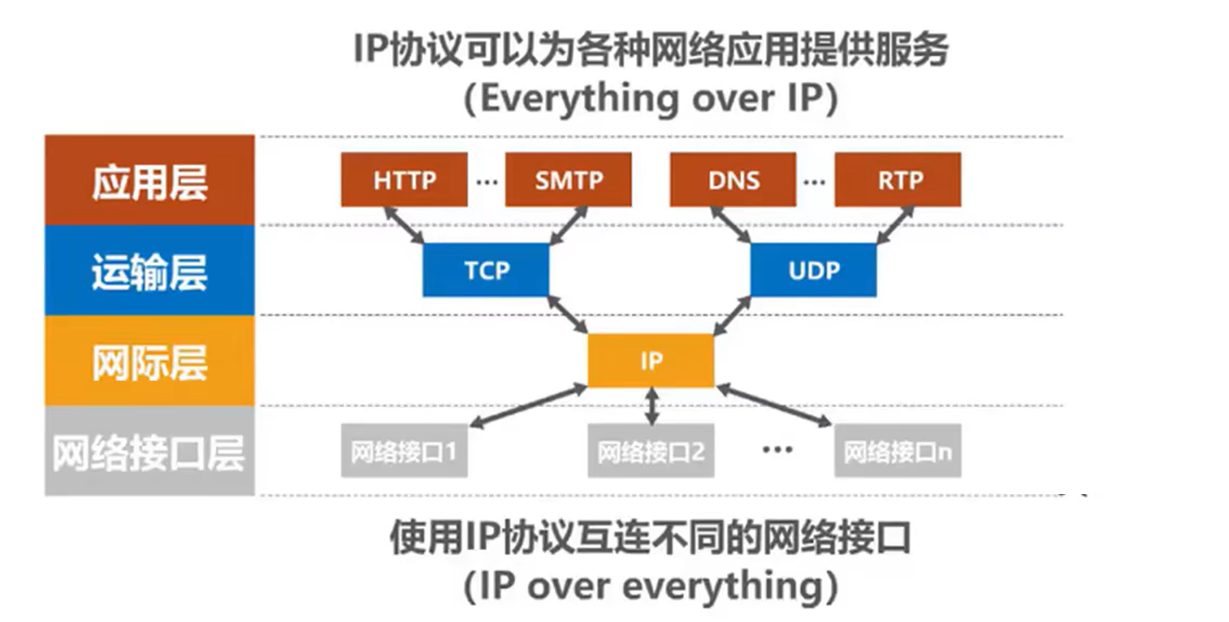 IP协议可以为各种网络应用提供服务
（Everything over IP）
应用层 HTTP ... SMTP DNS ... RTP
运输层 TCP UDP
网际层 IP
网络接口层 网络接口1 网络接口2 ... 网络接口n
使用IP协议互连不同的网络接口
（IP over everything）